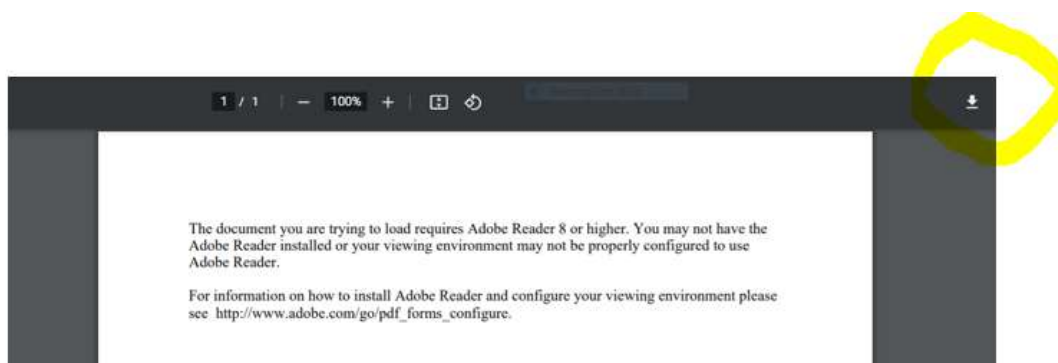 1 / 1 100%
The document you are trying to load requires Adobe Reader 8 or higher. You may not have the
Adobe Reader installed or your viewing environment may not be properly configured to use
Adobe Reader.
For information on how to install Adobe Reader and configure your viewing environment please
see http://www.adobe.com/go/pdf_forms_configure.